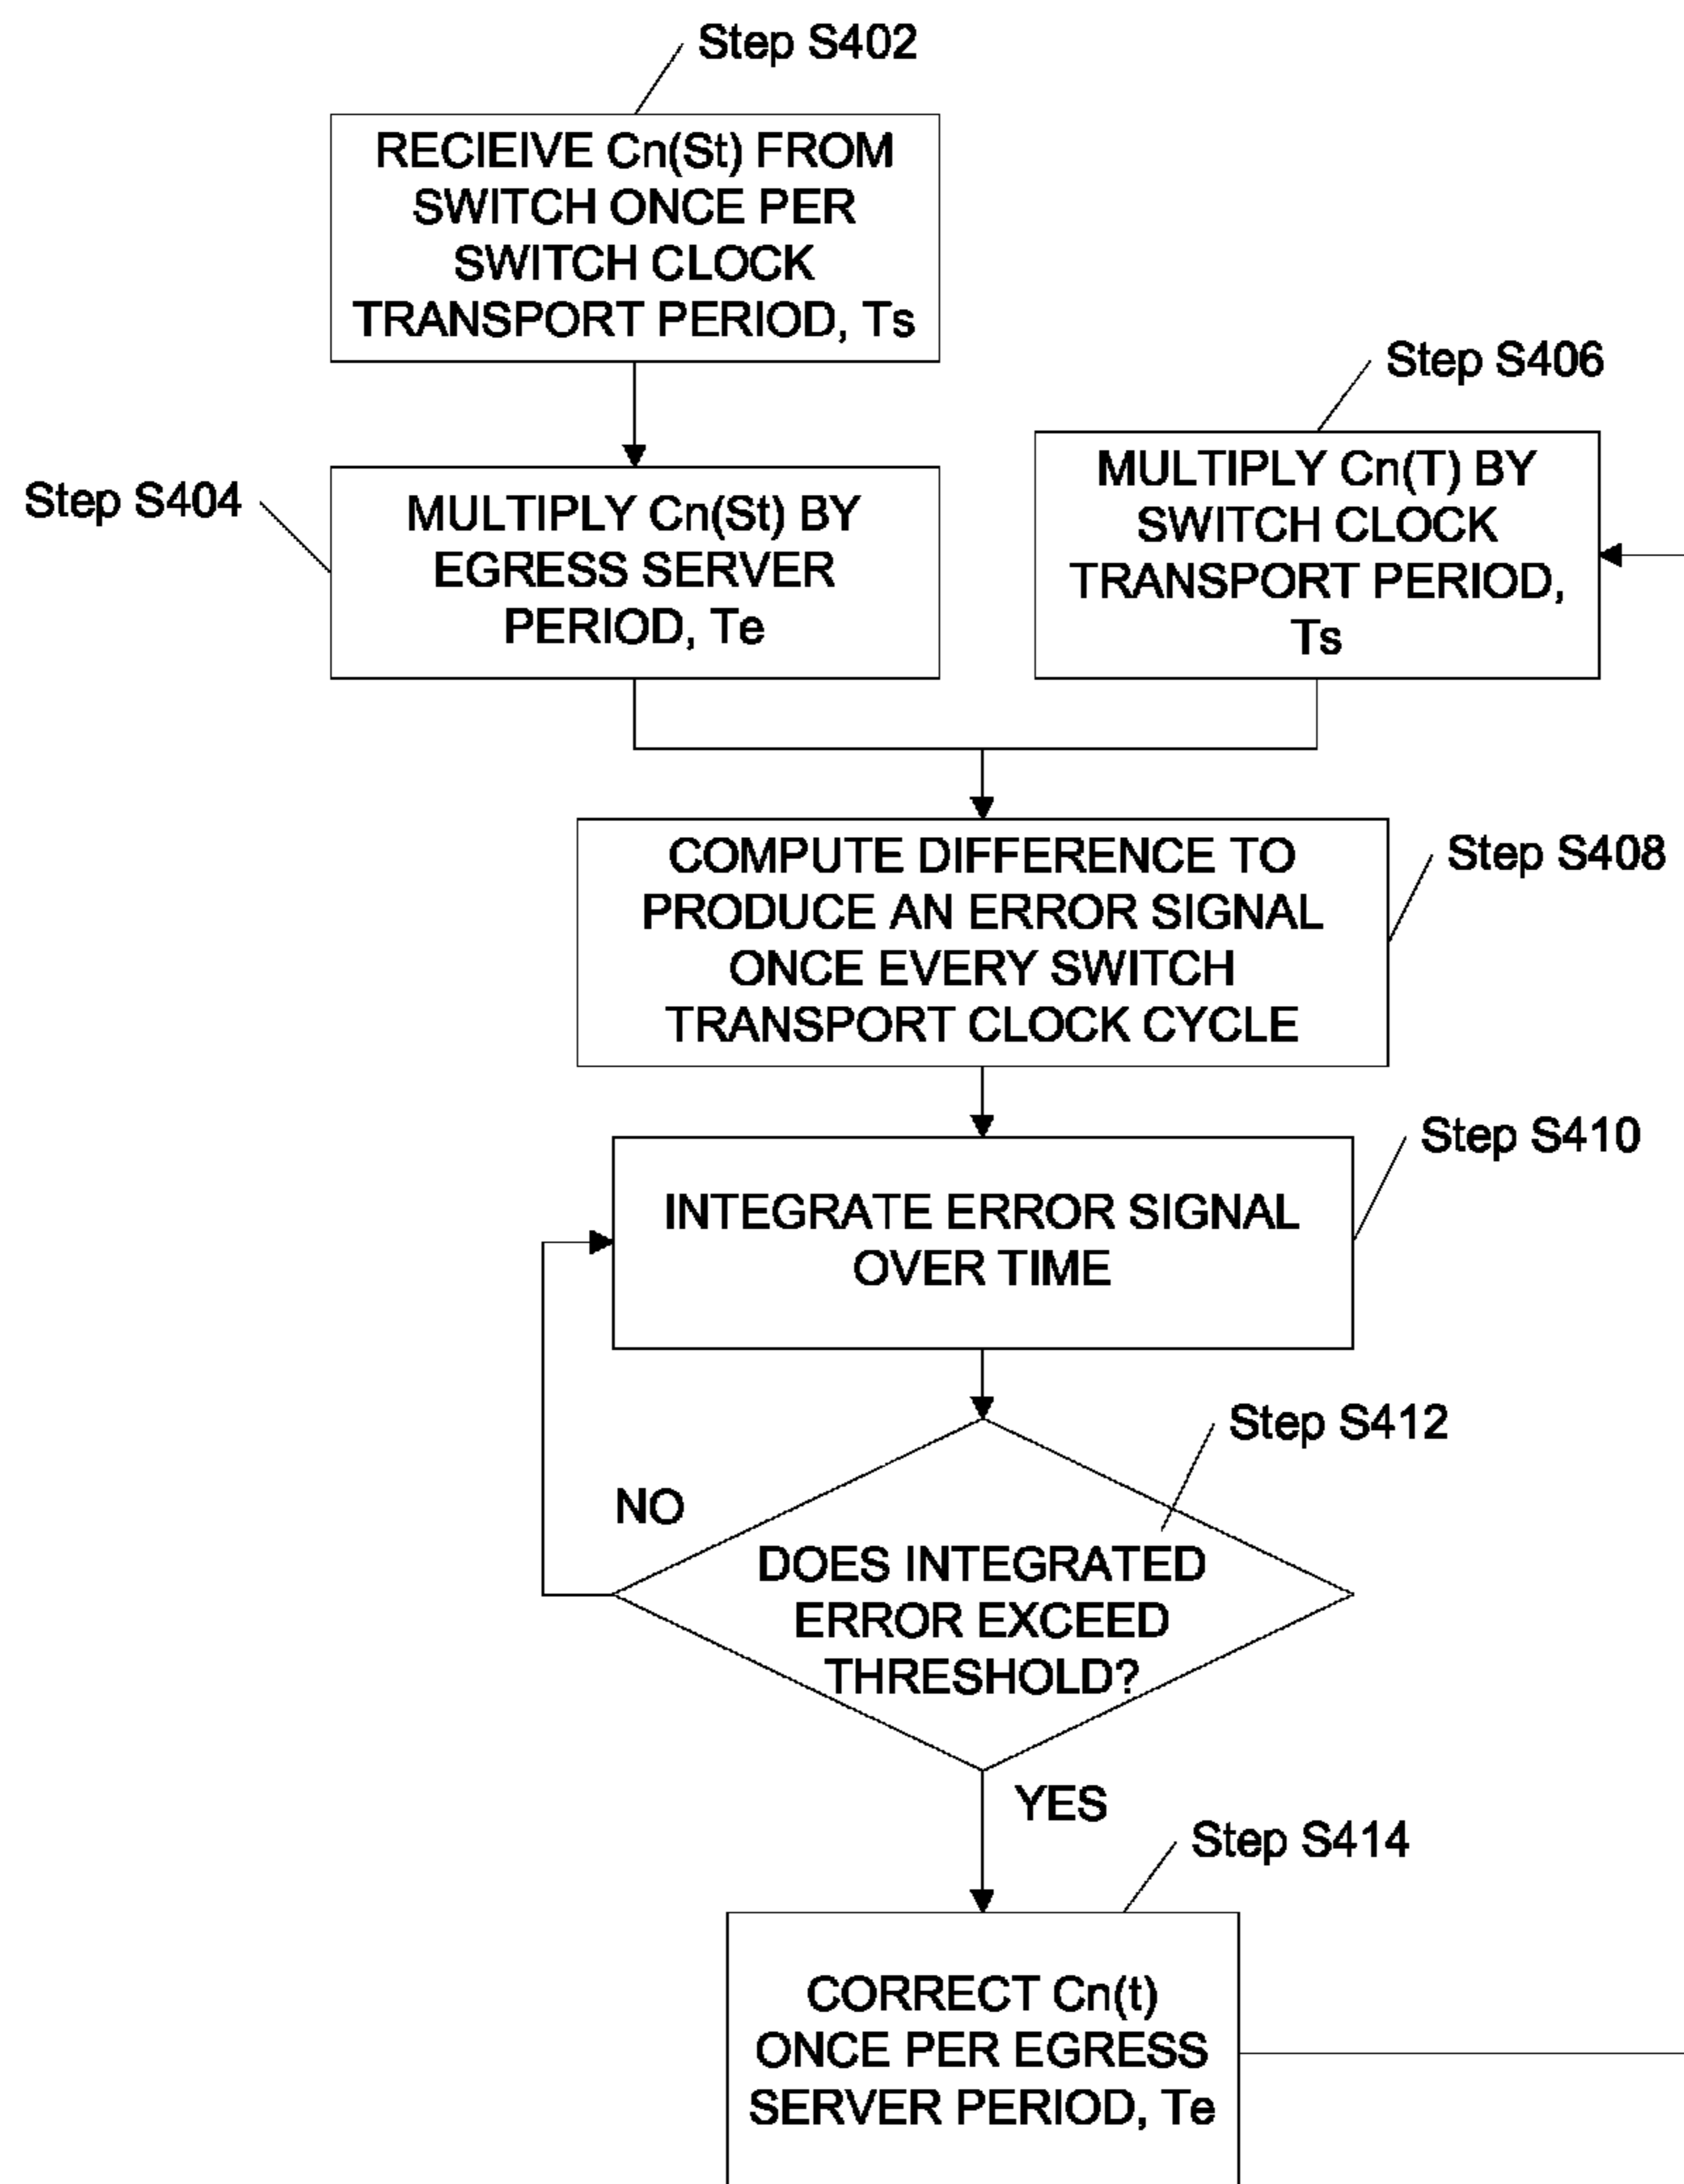 Step S402
RECIEIVE Cn(St) FROM
SWITCH ONCE PER
SWITCH CLOCK
TRANSPORT PERIOD, Ts
Step S404
MULTIPLY Cn(St) BY
EGRESS SERVER
PERIOD, Te
Step S406
MULTIPLY Cn(T) BY
SWITCH CLOCK
TRANSPORT PERIOD,
Ts
COMPUTE DIFFERENCE TO
PRODUCE AN ERROR SIGNAL
ONCE EVERY SWITCH
TRANSPORT CLOCK CYCLE
Step S408
Step S410
INTEGRATE ERROR SIGNAL
OVER TIME
Step S412
NO
DOES INTEGRATED
ERROR EXCEED
THRESHOLD?
YES
Step S414
CORRECT Cn(t)
ONCE PER EGRESS
SERVER PERIOD, Te